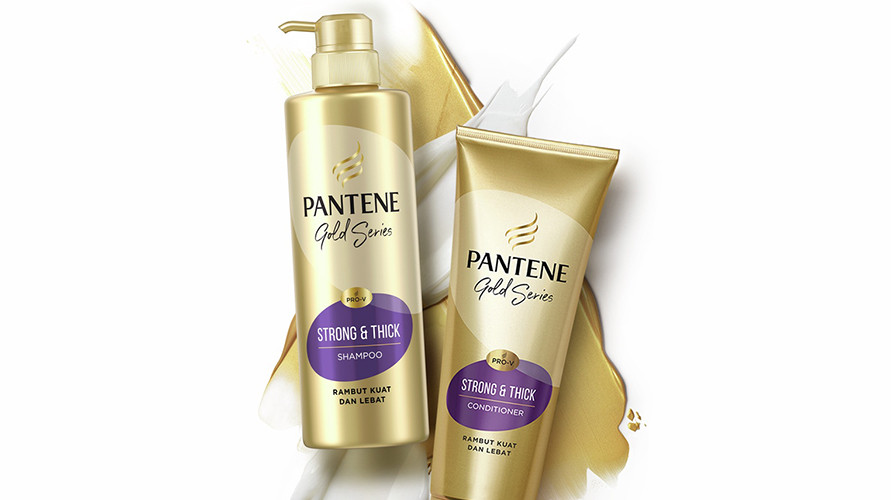 PANTENE
Gold Series
PRO-V
STRONG & THICK
SHAMPOO
RAMBUT KUAT
DAN LEBAT
PANTENE
Gold Series
PRO-V
STRONG & THICK
CONDITIONER
RAMBUT KUAT
DAN LEBAT